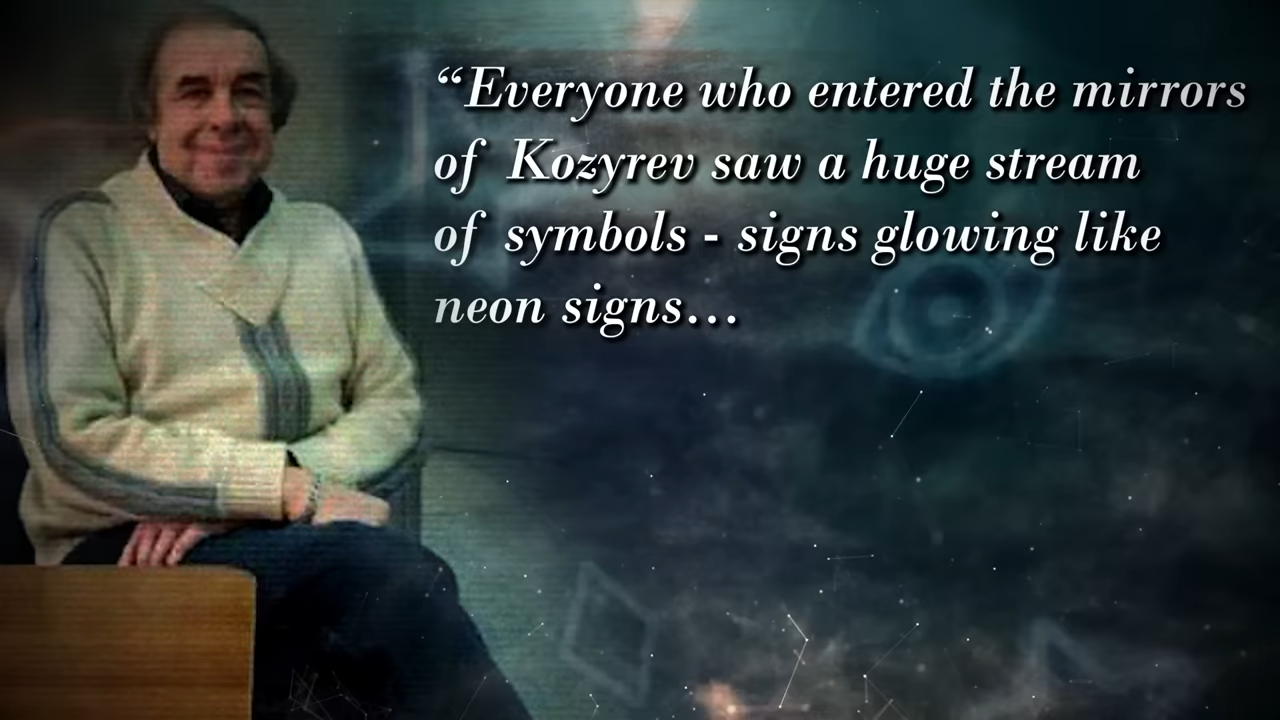 “Everyone who entered the mirrors
of Kozyrev saw a huge stream
of symbols - signs glowing like
neon signs...